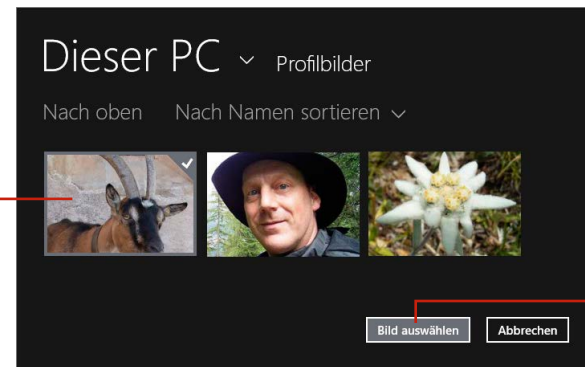 Dieser PC Profilbilder
Nach oben Nach Namen sortieren
Bild auswählen Abbrechen